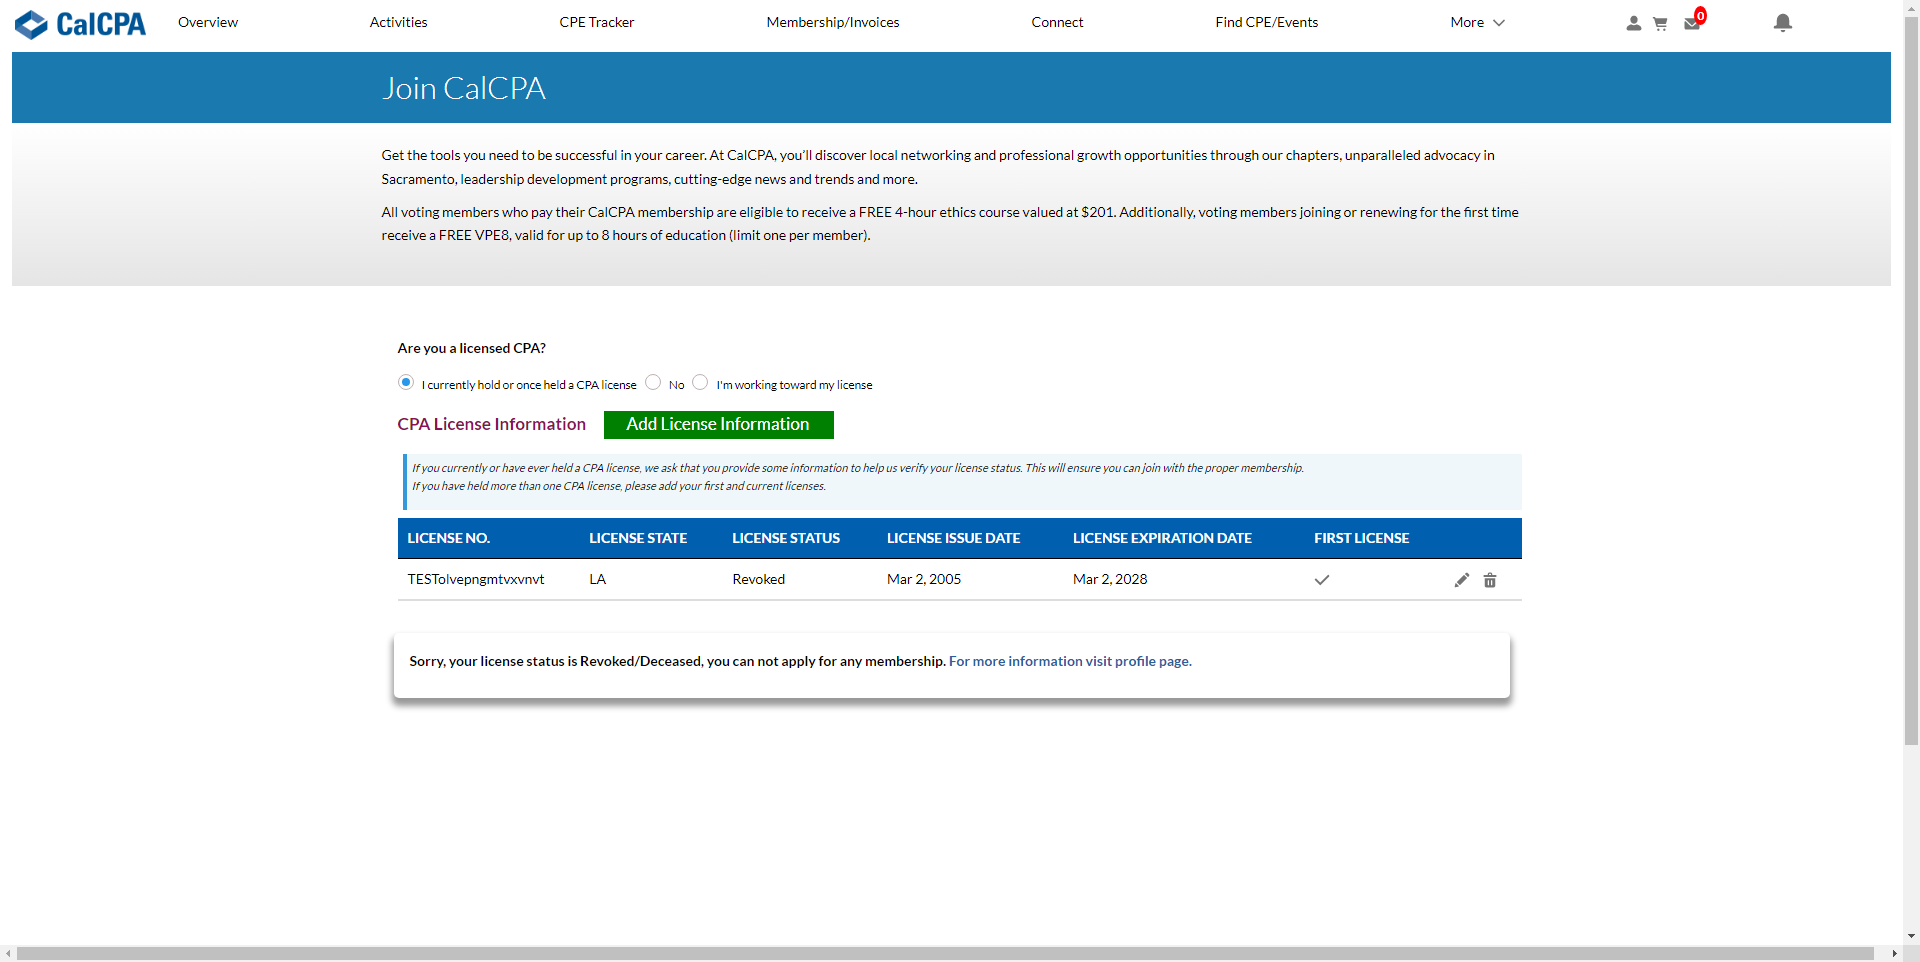 CalCPA
Overview
Activities
CPE Tracker
Membership/Invoices
Connect
Find CPE/Events
More
0
Join CalCPA
Get the tools you need to be successful in your career. At CalCPA, you'll discover local networking and professional growth opportunities through our chapters, unparalleled advocacy in
Sacramento, leadership development programs, cutting-edge news and trends and more.
All voting members who pay their CalCPA membership are eligible to receive a FREE 4-hour ethics course valued at $201. Additionally, voting members joining or renewing for the first time
receive a FREE VPE8, valid for up to 8 hours of education (limit one per member).
Are you a licensed CPA?
I currently hold or once held a CPA license No I'm working toward my license
CPA License Information Add License Information
If you currently or have ever held a CPA license, we ask that you provide some information to help us verify your license status. This will ensure you can join with the proper membership.
If you have held more than one CPA license, please add your first and current licenses.
LICENSE NO. LICENSE STATE LICENSE STATUS LICENSE ISSUE DATE LICENSE EXPIRATION DATE FIRST LICENSE
TESTolvepngmtvxvnvt LA Revoked Mar 2, 2005 Mar 2, 2028
Sorry, your license status is Revoked/Deceased, you can not apply for any membership. For more information visit profile page.